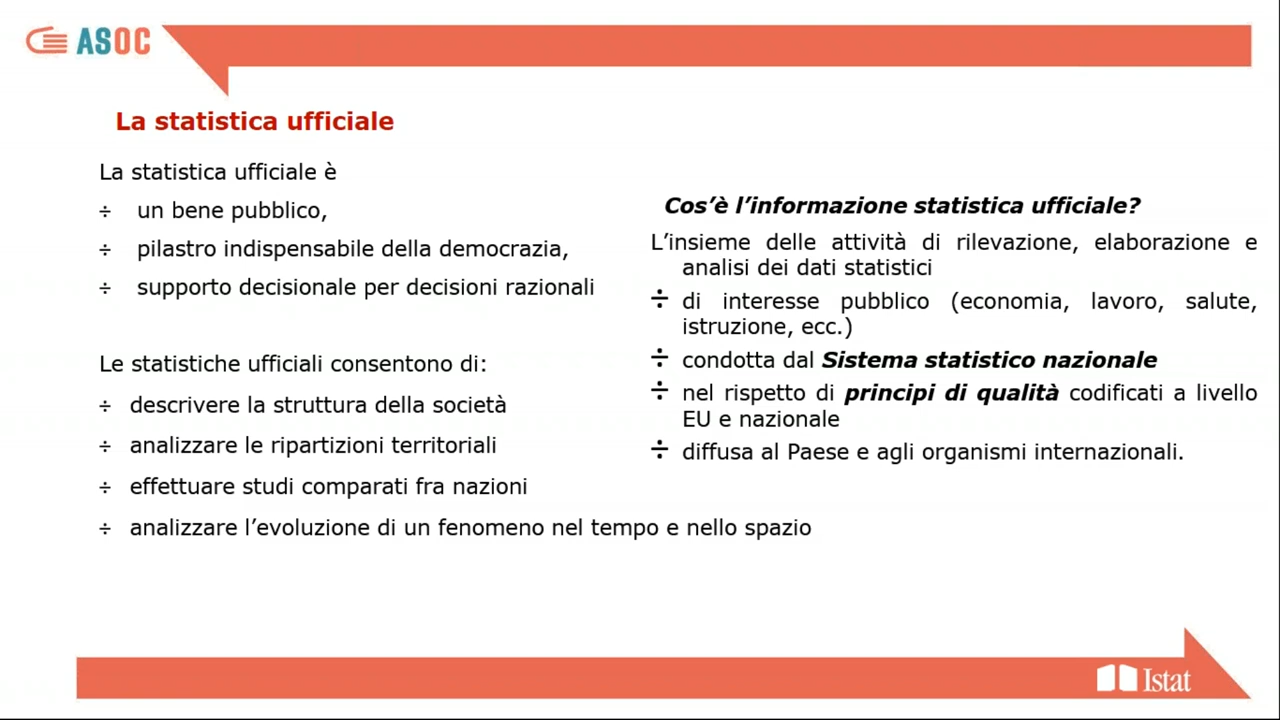 ASOC
La statistica ufficiale
La statistica ufficiale è
÷ un bene pubblico,
÷ pilastro indispensabile della democrazia,
÷ supporto decisionale per decisioni razionali
Le statistiche ufficiali consentono di:
÷ descrivere la struttura della società
÷ analizzare le ripartizioni territoriali
÷ effettuare studi comparati fra nazioni
÷ analizzare l’evoluzione di un fenomeno nel tempo e nello spazio
Cos’è l’informazione statistica ufficiale?
L’insieme delle attività di rilevazione, elaborazione e
analisi dei dati statistici
÷ di interesse pubblico (economia, lavoro, salute,
istruzione, ecc.)
÷ condotta dal Sistema statistico nazionale
÷ nel rispetto di principi di qualità codificati a livello
EU e nazionale
÷ diffusa al Paese e agli organismi internazionali.
Istat